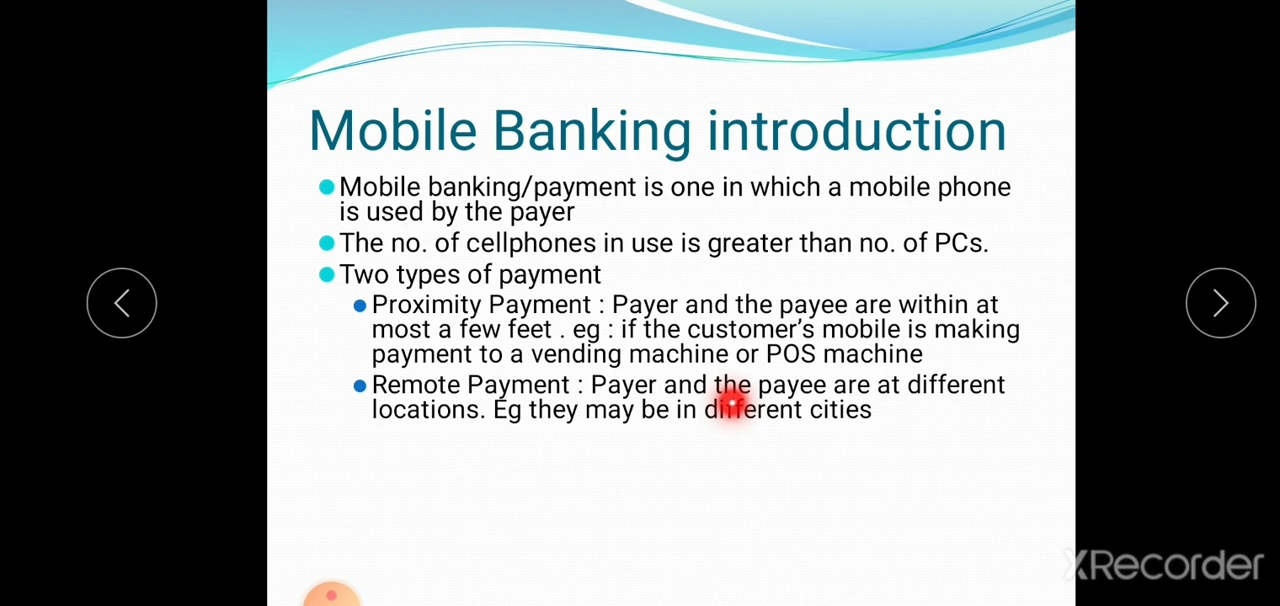 Mobile Banking introduction
Mobile banking/payment is one in which a mobile phone
is used by the payer
The no. of cellphones in use is greater than no. of PCs.
Two types of payment
Proximity Payment : Payer and the payee are within at
most a few feet . eg : if the customer's mobile is making
payment to a vending machine or POS machine
Remote Payment : Payer and the payee are at different
locations. Eg they may be in different cities
XRecorder